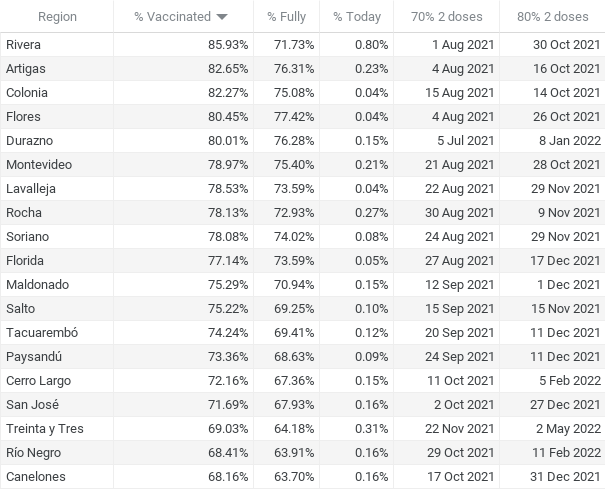 Region % Vaccinated % Fully % Today 70% 2 doses 80% 2 doses
Rivera 85.93% 71.73% 0.80% 1 Aug 2021 30 Oct 2021
Artigas 82.65% 76.31% 0.23% 4 Aug 2021 16 Oct 2021
Colonia 82.27% 75.08% 0.04% 15 Aug 2021 14 Oct 2021
Flores 80.45% 77.42% 0.04% 4 Aug 2021 26 Oct 2021
Durazno 80.01% 76.28% 0.15% 5 Jul 2021 8 Jan 2022
Montevideo 78.97% 75.40% 0.21% 21 Aug 2021 28 Oct 2021
Lavalleja 78.53% 73.59% 0.04% 22 Aug 2021 29 Nov 2021
Rocha 78.13% 72.93% 0.27% 30 Aug 2021 9 Nov 2021
Soriano 78.08% 74.02% 0.08% 24 Aug 2021 29 Nov 2021
Florida 77.14% 73.59% 0.05% 27 Aug 2021 17 Dec 2021
Maldonado 75.29% 70.94% 0.15% 12 Sep 2021 1 Dec 2021
Salto 75.22% 69.25% 0.10% 15 Sep 2021 15 Nov 2021
Tacuarembó 74.24% 69.41% 0.12% 20 Sep 2021 11 Dec 2021
Paysandú 73.36% 68.63% 0.09% 24 Sep 2021 11 Dec 2021
Cerro Largo 72.16% 67.36% 0.15% 11 Oct 2021 5 Feb 2022
San José 71.69% 67.93% 0.16% 2 Oct 2021 27 Dec 2021
Treinta y Tres 69.03% 64.18% 0.31% 22 Nov 2021 2 May 2022
Río Negro 68.41% 63.91% 0.16% 29 Oct 2021 11 Feb 2022
Canelones 68.16% 63.70% 0.16% 17 Oct 2021 31 Dec 2021